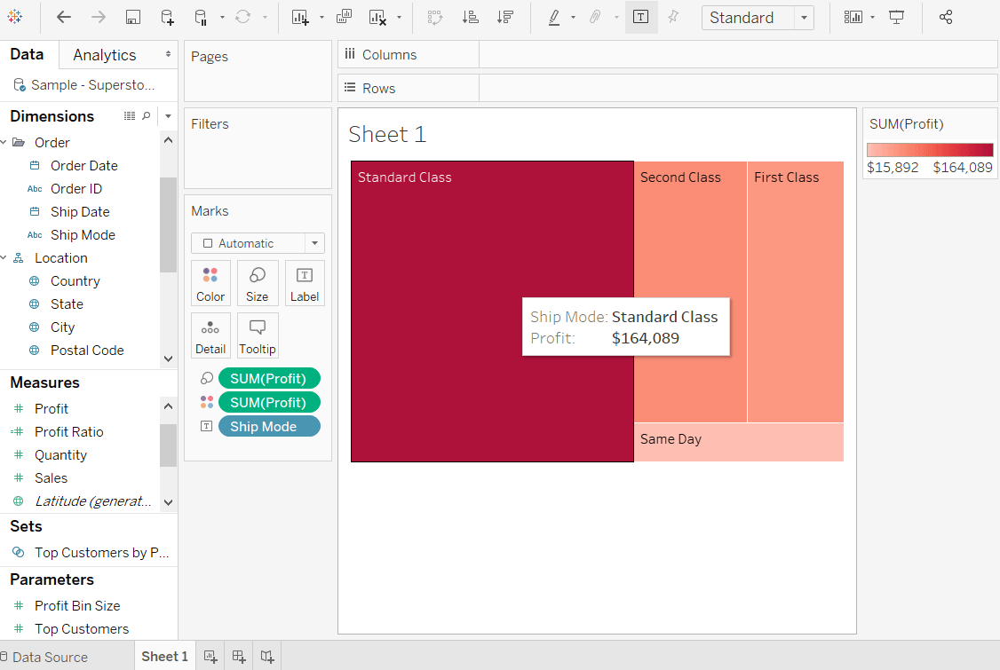 Standard
Data
Analytics
Sample - Supersto...
Dimensions
Order
Order Date
Abc Order ID
Ship Date
Abc Ship Mode
Location
Country
State
City
Postal Code
Measures
Profit
Profit Ratio
Quantity
Sales
Latitude (generat...
Sets
Top Customers by P...
Parameters
Profit Bin Size
Top Customers
Pages
Filters
Marks
Automatic
Color Size Label
Detail Tooltip
SUM(Profit)
SUM(Profit)
Ship Mode
Columns
Rows
Sheet 1
Standard Class
Second Class
First Class
Ship Mode: Standard Class
Profit: $164,089
Same Day
SUM(Profit)
$15,892 $164,089
Data Source
Sheet 1